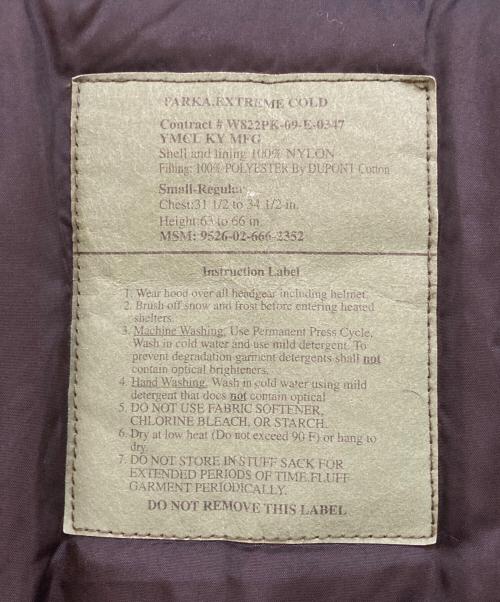 PARKA,EXTREME COLD
Contract # W822PK-09-E-0347
YMCL KY MFG
Shell and lining 100% NYLON
Filling: 100% POLYESTER By DUPONT Cotton
Small-Regular
Chest:31 1/2 to 34 1/2 in.
Height:63 to 66 in.
MSM: 9526-02-666-2352
Instruction Label
1. Wear hood over all headgear including helmet.
2. Brush off snow and frost before entering heated
shelters.
3. Machine Washing. Use Permanent Press Cycle,
Wash in cold water and use mild detergent. To
prevent degradation garment detergents shall not
contain optical brighteners.
4. Hand Washing. Wash in cold water using mild
detergent that docs not contain optical
5. DO NOT USE FABRIC SOFTENER,
CHLORINE BLEACH, OR STARCH.
6. Dry at low heat (Do not exceed 90 F) or hang to
dry.
7. DO NOT STORE IN STUFF SACK FOR
EXTENDED PERIODS OF TIME.FLUFF
GARMENT PERIODICALLY.
DO NOT REMOVE THIS LABEL